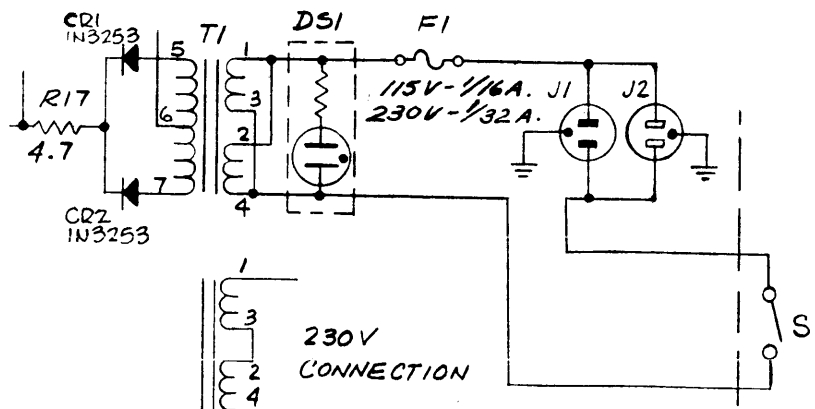 CR1
1N3253
T1
DS1
F1
5
1
R17
6
3
4.7
2
7
4
115V-1/16A.
230V-1/32A.
J1
J2
CR2
1N3253
S
1
3
2
4
230V
CONNECTION